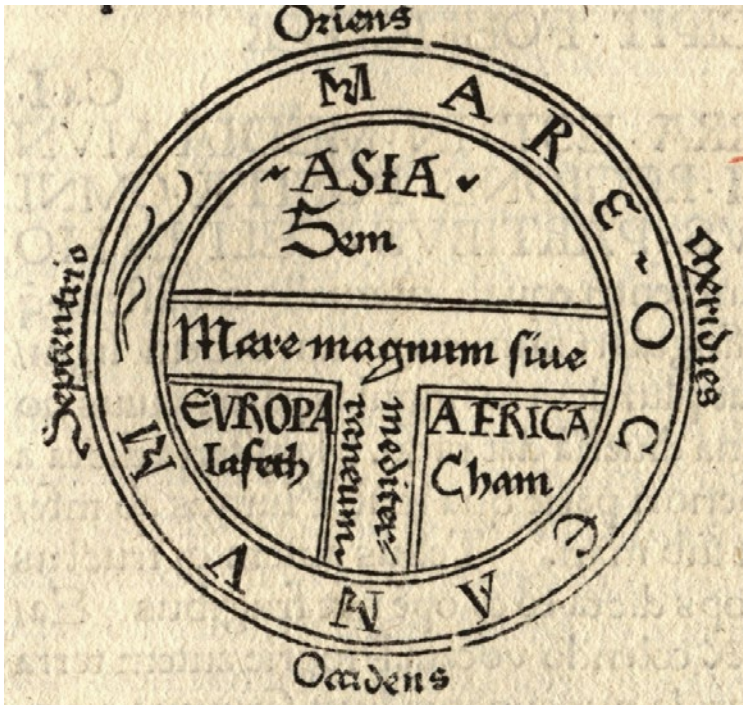 Oriens
MARE ~ OCEANVM
~ ASIA ~
Sem
Septentrio
Meridies
Mare magnum siue
mediter/
raneum
EVROPA
Iafeth
AFRICA
Cham
Occidens